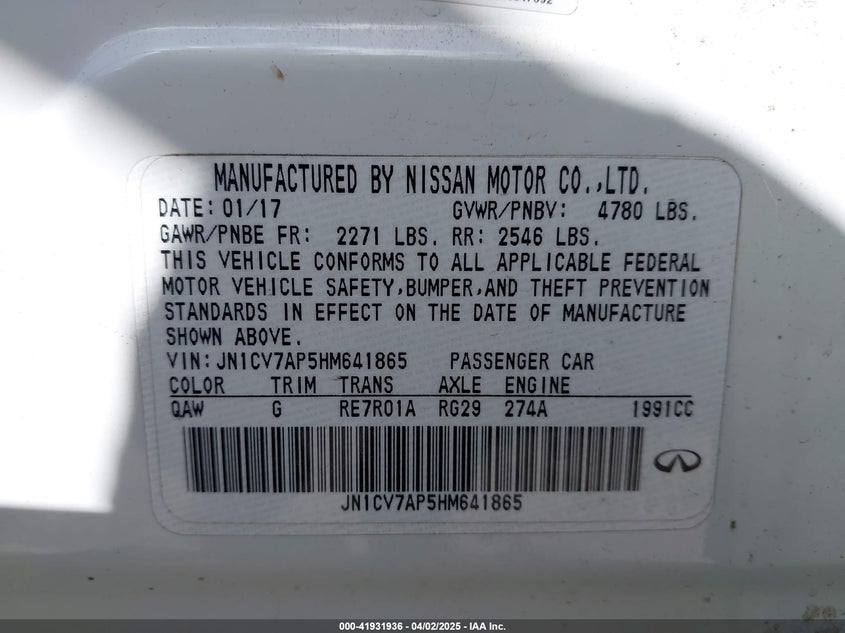 MANUFACTURED BY NISSAN MOTOR CO.,LTD.
DATE: 01/17 GVWR/PNBV: 4780 LBS.
GAWR/PNBE FR: 2271 LBS. RR: 2546 LBS.
THIS VEHICLE CONFORMS TO ALL APPLICABLE FEDERAL
MOTOR VEHICLE SAFETY,BUMPER,AND THEFT PREVENTION
STANDARDS IN EFFECT ON THE DATE OF MANUFACTURE
SHOWN ABOVE.
VIN: JN1CV7AP5HM641865 PASSENGER CAR
COLOR TRIM TRANS AXLE ENGINE
QAW G RE7R01A RG29 274A 1991CC
JN1CV7AP5HM641865
000-41931936 - 04/02/2025 - IAA Inc.